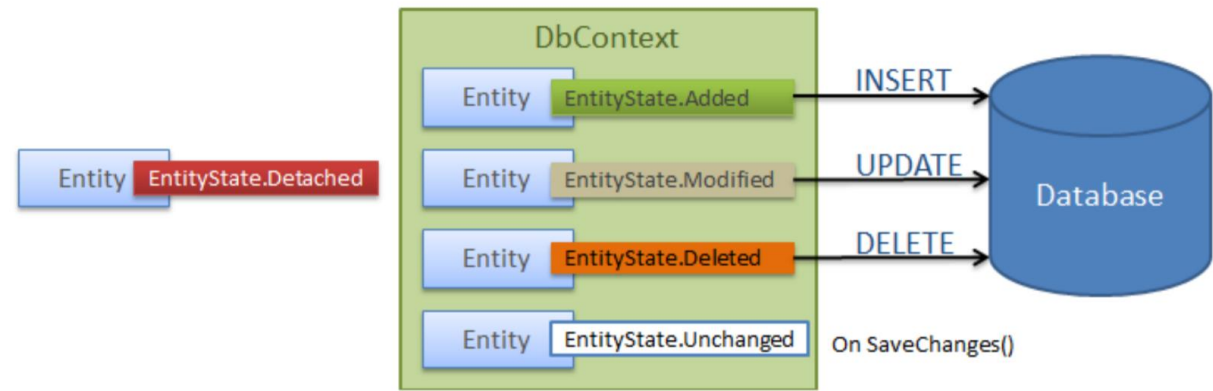 DbContext
Entity EntityState.Added
INSERT
Entity EntityState.Detached
Entity EntityState.Modified
UPDATE
Database
Entity EntityState.Deleted
DELETE
Entity EntityState.Unchanged
On SaveChanges()